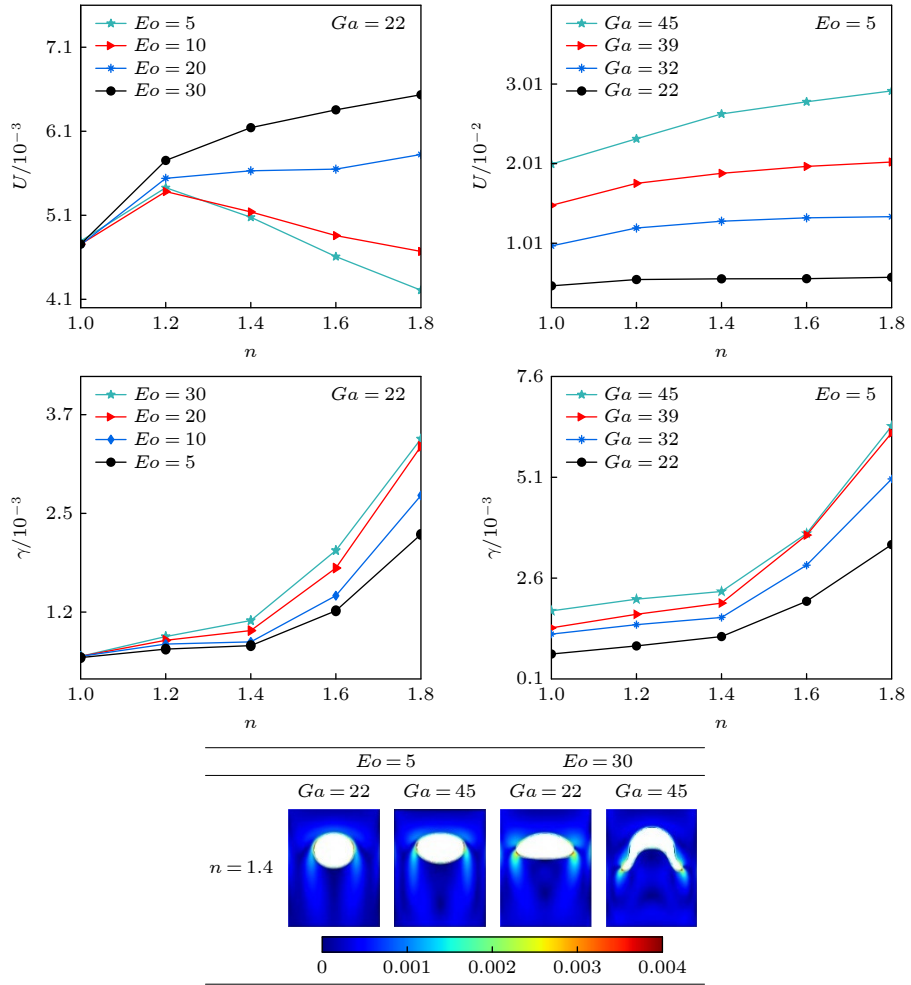 Eo = 5
Eo = 10
Eo = 20
Eo = 30
Ga = 22
7.1
6.1
5.1
4.1
U/10⁻³
1.0 1.2 1.4 1.6 1.8
n
Ga = 45
Ga = 39
Ga = 32
Ga = 22
Eo = 5
3.01
2.01
1.01
U/10⁻²
1.0 1.2 1.4 1.6 1.8
n
Eo = 30
Eo = 20
Eo = 10
Eo = 5
Ga = 22
3.7
2.5
1.2
γ/10⁻³
1.0 1.2 1.4 1.6 1.8
n
Ga = 45
Ga = 39
Ga = 32
Ga = 22
Eo = 5
7.6
5.1
2.6
0.1
γ/10⁻³
1.0 1.2 1.4 1.6 1.8
n
Eo = 5 Eo = 30
Ga = 22 Ga = 45 Ga = 22 Ga = 45
n = 1.4
0 0.001 0.002 0.003 0.004